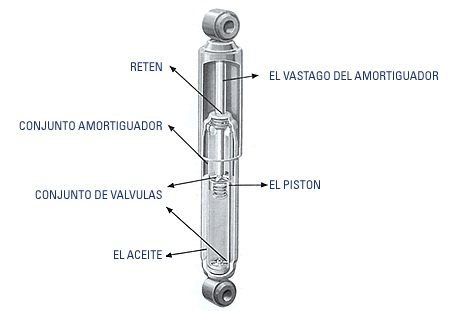 RETEN
EL VASTAGO DEL AMORTIGUADOR
CONJUNTO AMORTIGUADOR
CONJUNTO DE VALVULAS
EL PISTON
EL ACEITE